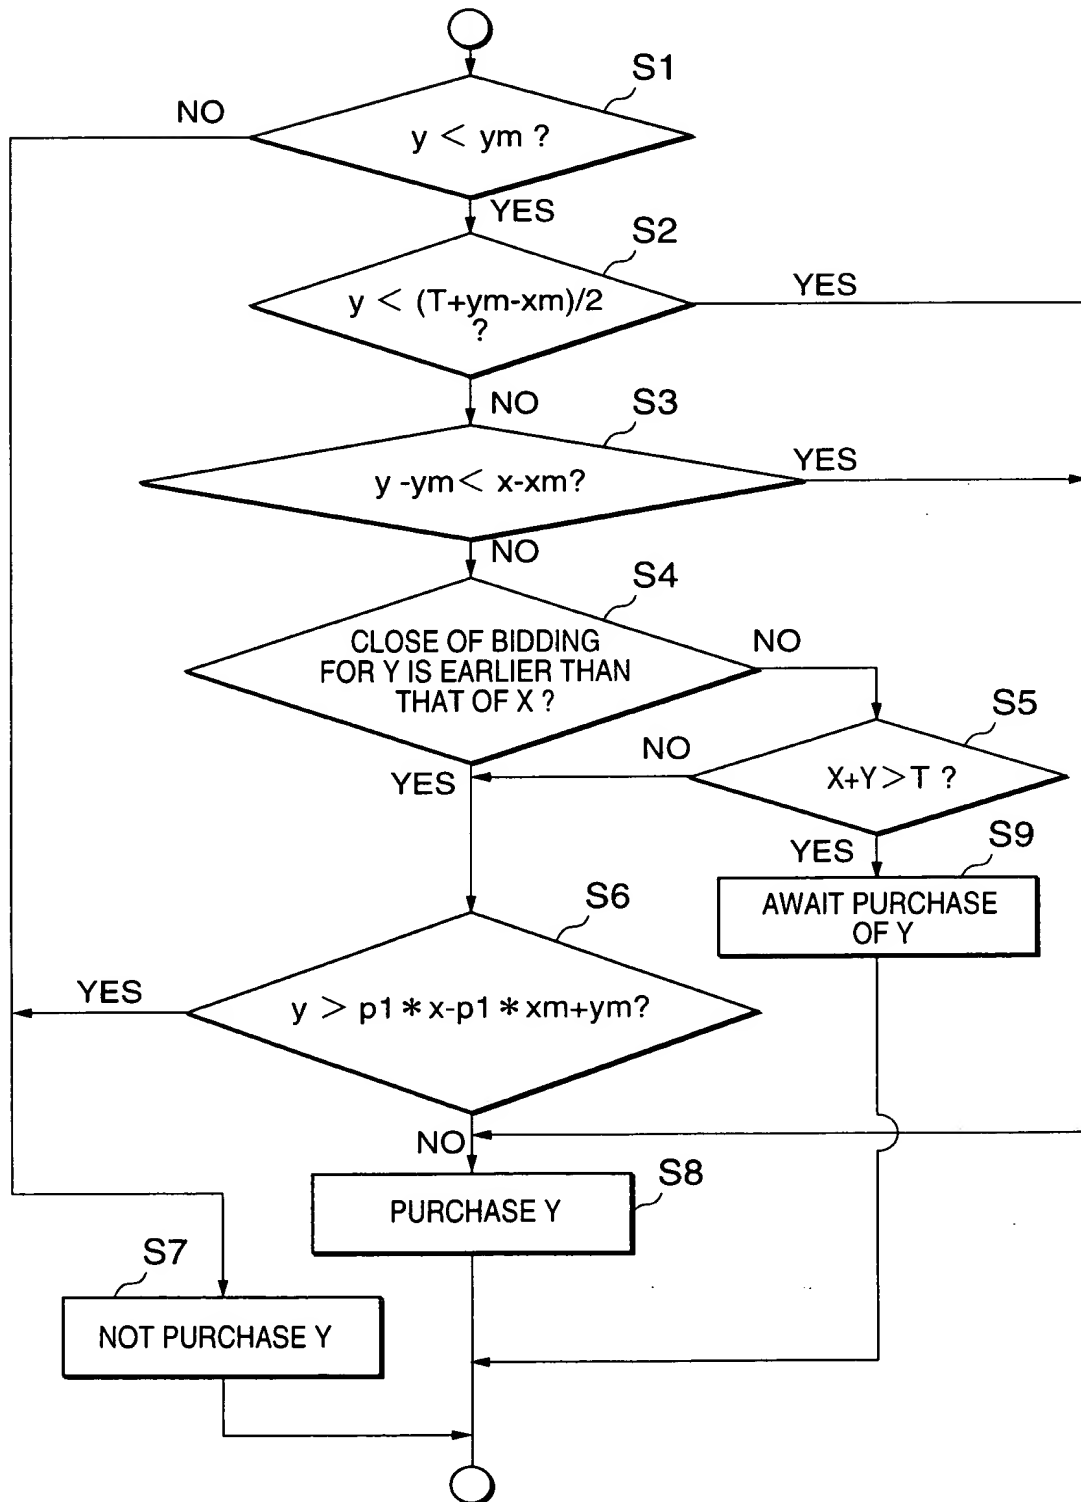 S1
NO
y < ym ?
YES
S2
y < (T+ym-xm)/2
?
YES
NO
S3
y -ym< x-xm?
YES
NO
S4
CLOSE OF BIDDING
FOR Y IS EARLIER THAN
THAT OF X ?
NO
S5
NO
YES
X+Y>T ?
YES
S9
AWAIT PURCHASE
OF Y
S6
YES
y > p1 * x-p1 * xm+ym?
NO
S8
PURCHASE Y
S7
NOT PURCHASE Y